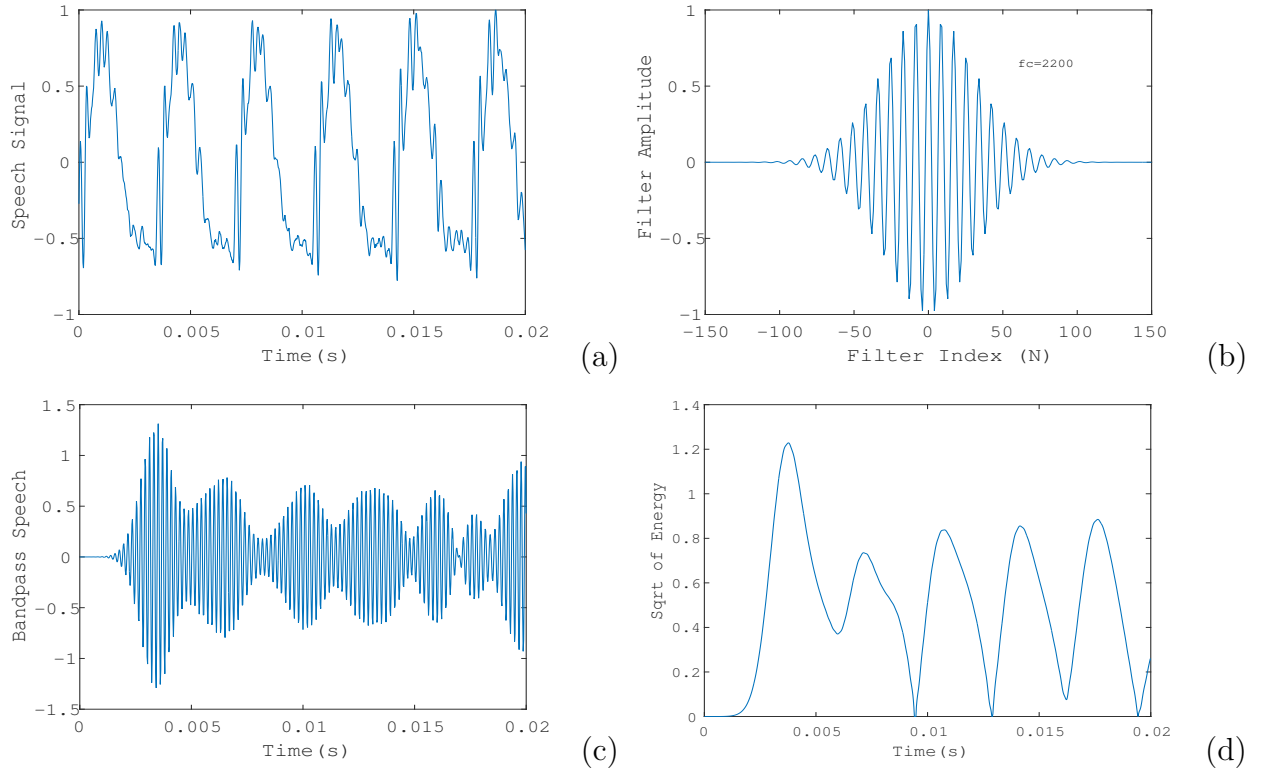 Speech Signal
1
0.5
0
−0.5
−1
0 0.005 0.01 0.015 0.02
Time(s)
(a)
Filter Amplitude
1
0.5
0
−0.5
−1
fc=2200
−150 −100 −50 0 50 100 150
Filter Index (N)
(b)
Bandpass Speech
1.5
1
0.5
0
−0.5
−1
−1.5
0 0.005 0.01 0.015 0.02
Time(s)
(c)
Sqrt of Energy
1.4
1.2
1
0.8
0.6
0.4
0.2
0
0 0.005 0.01 0.015 0.02
Time(s)
(d)